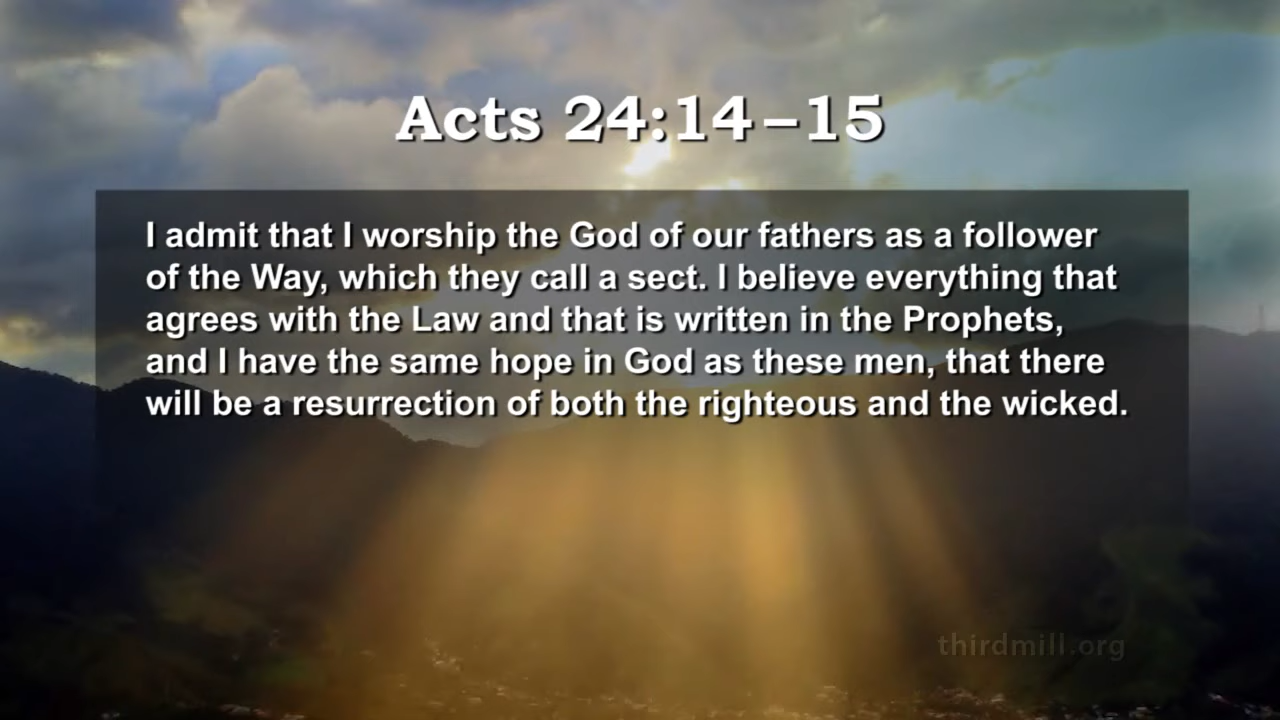 Acts 24:14–15
I admit that I worship the God of our fathers as a follower
of the Way, which they call a sect. I believe everything that
agrees with the Law and that is written in the Prophets,
and I have the same hope in God as these men, that there
will be a resurrection of both the righteous and the wicked.
thirdmill.org